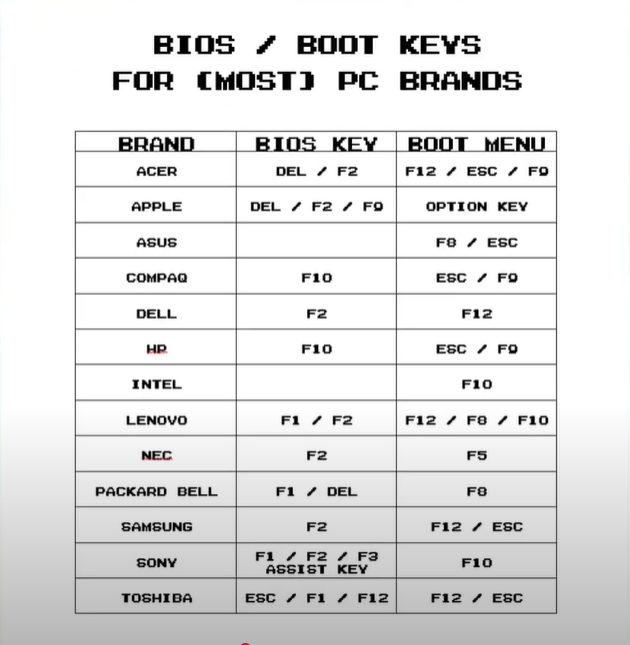 BIOS / BOOT KEYS
FOR (MOST) PC BRANDS
BRAND BIOS KEY BOOT MENU
ACER DEL / F2 F12 / ESC / F9
APPLE DEL / F2 / F9 OPTION KEY
ASUS F8 / ESC
COMPAQ F10 ESC / F9
DELL F2 F12
HP F10 ESC / F9
INTEL F10
LENOVO F1 / F2 F12 / F8 / F10
NEC F2 F5
PACKARD BELL F1 / DEL F8
SAMSUNG F2 F12 / ESC
SONY F1 / F2 / F3 ASSIST KEY F10
TOSHIBA ESC / F1 / F12 F12 / ESC